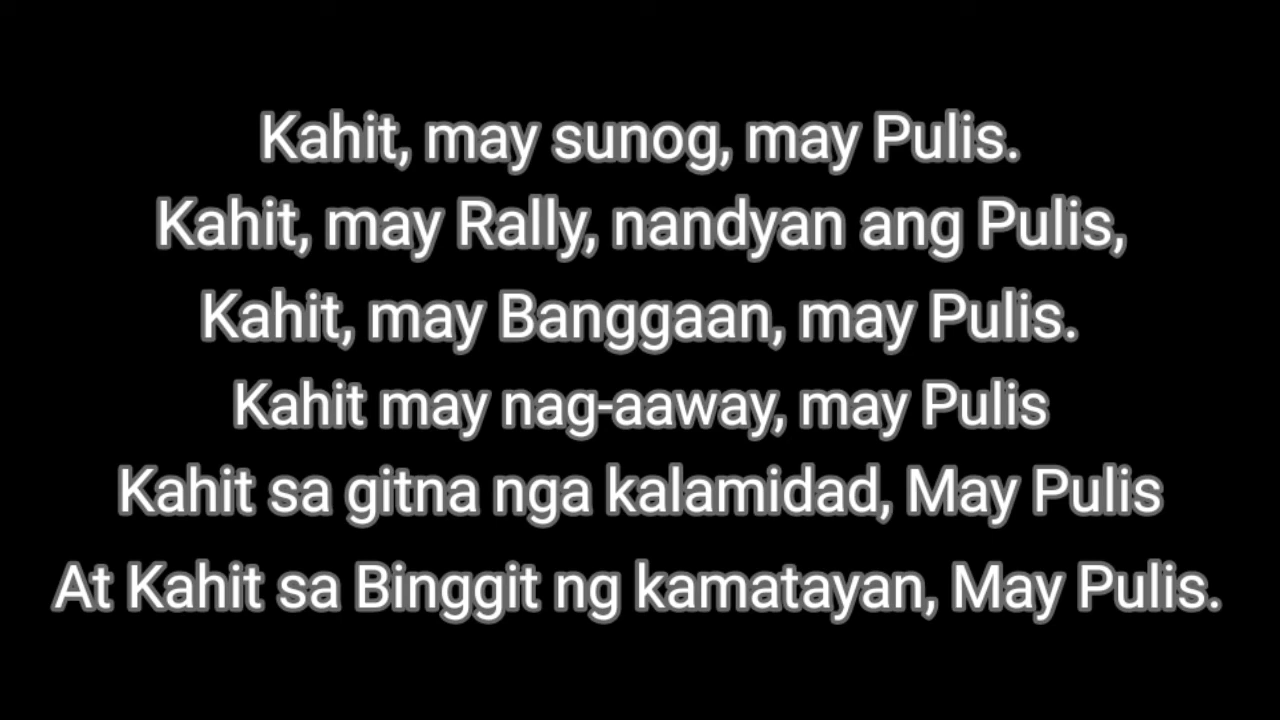 Kahit, may sunog, may Pulis.
Kahit, may Rally, nandyan ang Pulis,
Kahit, may Banggaan, may Pulis.
Kahit may nag-aaway, may Pulis
Kahit sa gitna nga kalamidad, May Pulis
At Kahit sa Binggit ng kamatayan, May Pulis.